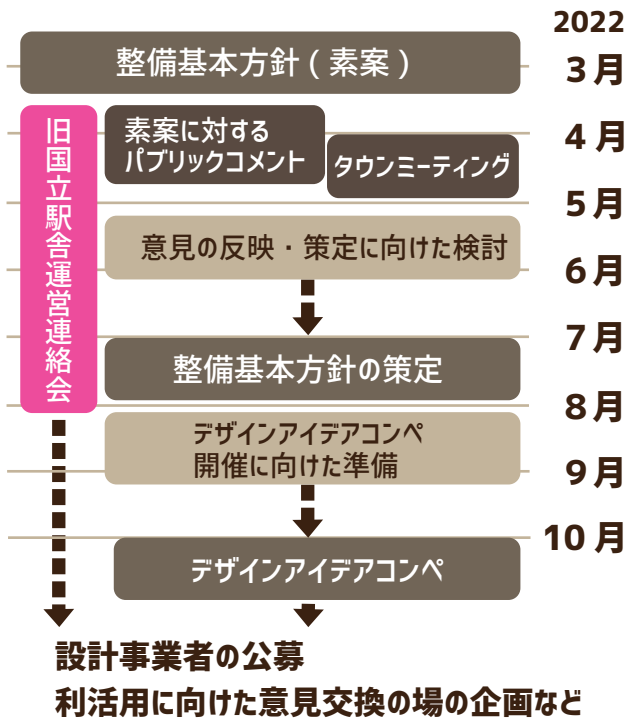 2022
整備基本方針 ( 素案 )
3月
旧国立駅舎運営連絡会
素案に対する
パブリックコメント
4月
タウンミーティング
5月
意見の反映・策定に向けた検討
6月
7月
整備基本方針の策定
8月
デザインアイデアコンペ
開催に向けた準備
9月
10月
デザインアイデアコンペ
設計事業者の公募
利活用に向けた意見交換の場の企画など